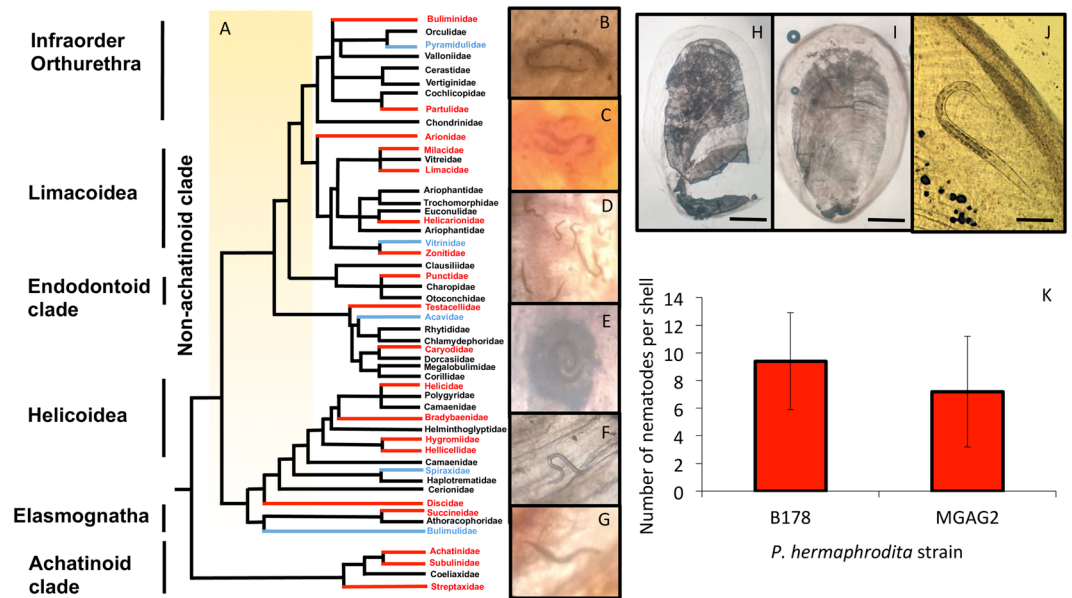 Infraorder
Orthurethra
Limacoidea
Endodontoid
clade
Helicoidea
Elasmognatha
Achatinoid
clade
Non-achatinoid clade
A
Buliminidae
Orculidae
Pyramidulidae
Valloniidae
Cerastidae
Vertiginidae
Cochlicopidae
Partulidae
Chondrinidae
Arionidae
Milacidae
Vitreidae
Limacidae
Ariophantidae
Trochomorphidae
Euconulidae
Helicarionidae
Ariophantidae
Vitrinidae
Zonitidae
Clausiliidae
Punctidae
Charopidae
Otoconchidae
Testacellidae
Acavidae
Rhytididae
Chlamydephoridae
Caryodidae
Dorcasiidae
Megalobulimidae
Corillidae
Helicidae
Polygyridae
Camaenidae
Bradybaenidae
Helminthoglyptidae
Hygromiidae
Hellicellidae
Camaenidae
Spiraxidae
Haplotrematidae
Cerionidae
Discidae
Succineidae
Athoracophoridae
Bulimulidae
Achatinidae
Subulinidae
Coeliaxidae
Streptaxidae
B
C
D
E
F
G
H
I
J
K
Number of nematodes per shell
14
12
10
8
6
4
2
0
B178
MGAG2
P. hermaphrodita strain